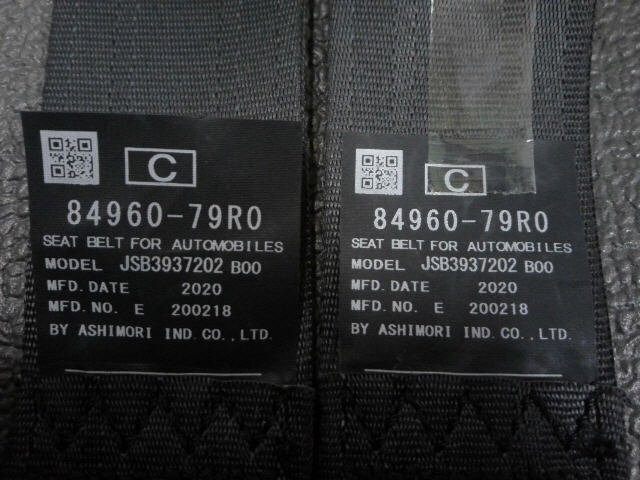 C
84960-79R0
SEAT BELT FOR AUTOMOBILES
MODEL JSB3937202 B00
MFD. DATE 2020
MFD. NO. E 200218
BY ASHIMORI IND. CO., LTD.
C
84960-79R0
SEAT BELT FOR AUTOMOBILES
MODEL JSB3937202 B00
MFD. DATE 2020
MFD. NO. E 200218
BY ASHIMORI IND. CO., LTD.